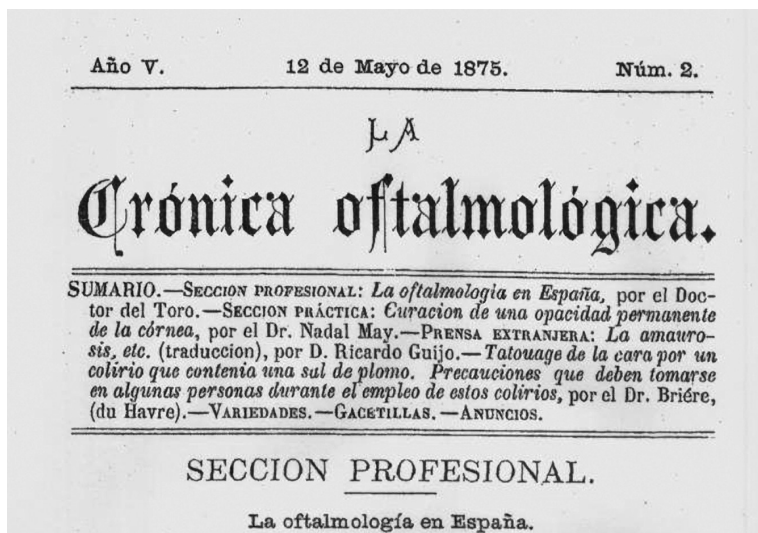 Año V. 12 de Mayo de 1875. Núm. 2.
LA
Crónica oftalmológica.
SUMARIO.—SECCION PROFESIONAL: La oftalmologia en España, por el Doc-
tor del Toro.—SECCION PRÁCTICA: Curacion de una opacidad permanente
de la córnea, por el Dr. Nadal May.—PRENSA EXTRANJERA: La amauro-
sis, etc. (traduccion), por D. Ricardo Guijo.—Tatouage de la cara por un
colirio que contenia una sal de plomo. Precauciones que deben tomarse
en algunas personas durante el empleo de estos colirios, por el Dr. Briére,
(du Havre).—VARIEDADES.—GACETILLAS.—ANUNCIOS.
SECCION PROFESIONAL.
La oftalmología en España.